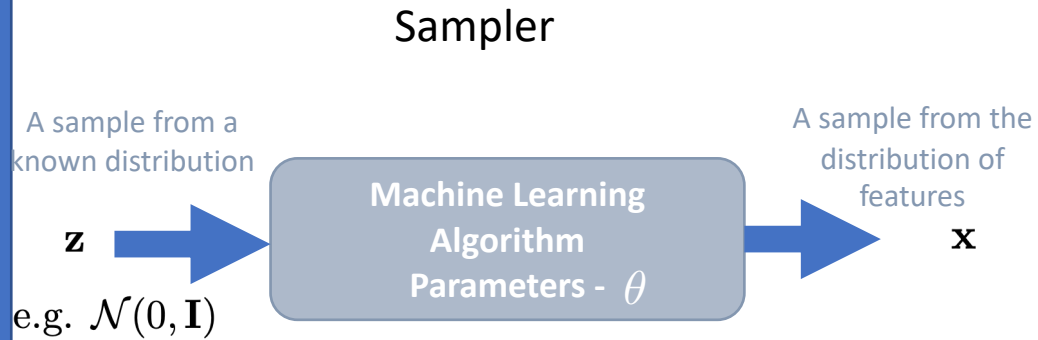 Sampler
A sample from a
known distribution
z
e.g. 𝒩(0, I)
Machine Learning
Algorithm
Parameters - θ
A sample from the
distribution of
features
x